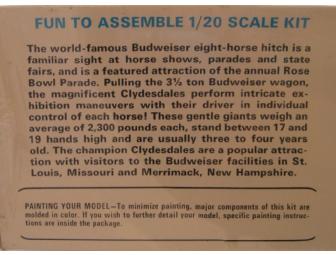 FUN TO ASSEMBLE 1/20 SCALE KIT
The world-famous Budweiser eight-horse hitch is a
familiar sight at horse shows, parades and state
fairs, and is a featured attraction of the annual Rose
Bowl Parade. Pulling the 3½ ton Budweiser wagon,
the magnificent Clydesdales perform intricate ex-
hibition maneuvers with their driver in individual
control of each horse! These gentle giants weigh an
average of 2,300 pounds each, stand between 17 and
19 hands high and are usually three to four years
old. The champion Clydesdales are a popular attrac-
tion with visitors to the Budweiser facilities in St.
Louis, Missouri and Merrimack, New Hampshire.
PAINTING YOUR MODEL—To minimize painting, major components of this kit are
molded in color. If you wish to further detail your model, specific painting instruc-
tions are inside the package.